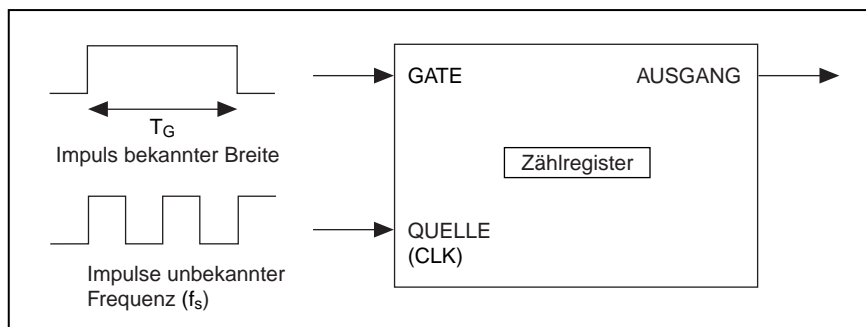 T_G
Impuls bekannter Breite
Impulse unbekannter
Frequenz (f_s)
GATE
AUSGANG
Zählregister
QUELLE
(CLK)